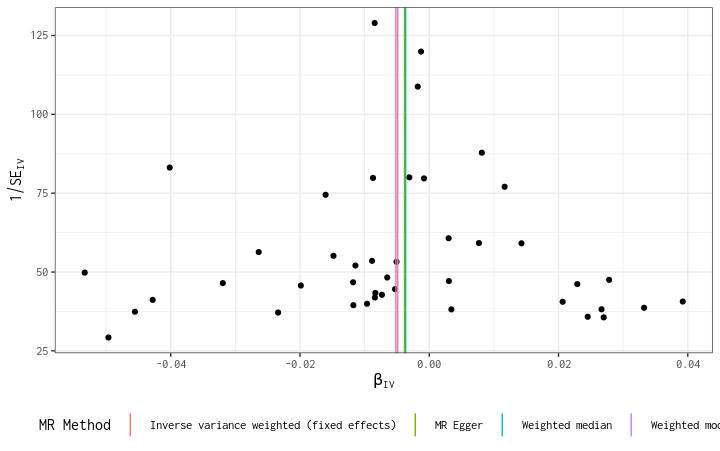 125
100
75
50
25
1/SE_IV
-0.04
-0.02
0.00
0.02
0.04
β_IV
MR Method
Inverse variance weighted (fixed effects)
MR Egger
Weighted median
Weighted